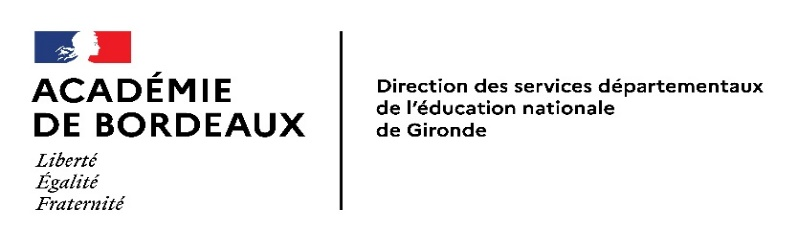 ACADÉMIE
DE BORDEAUX
Liberté
Égalité
Fraternité
Direction des services départementaux
de l'éducation nationale
de Gironde